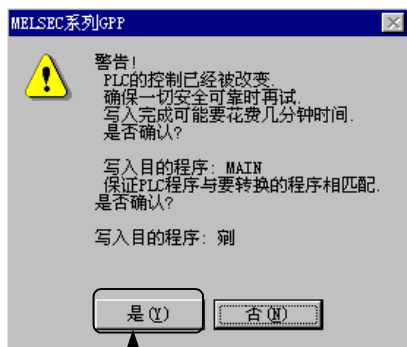 MELSEC系列GPP
警告!
PLC的控制已经被改变.
确保一切安全可靠时再试.
写入完成可能要花费几分钟时间.
是否确认?
写入目的程序: MAIN
保证PLC程序与要转换的程序相匹配.
是否确认?
写入目的程序: 剜
是(Y)
否(N)